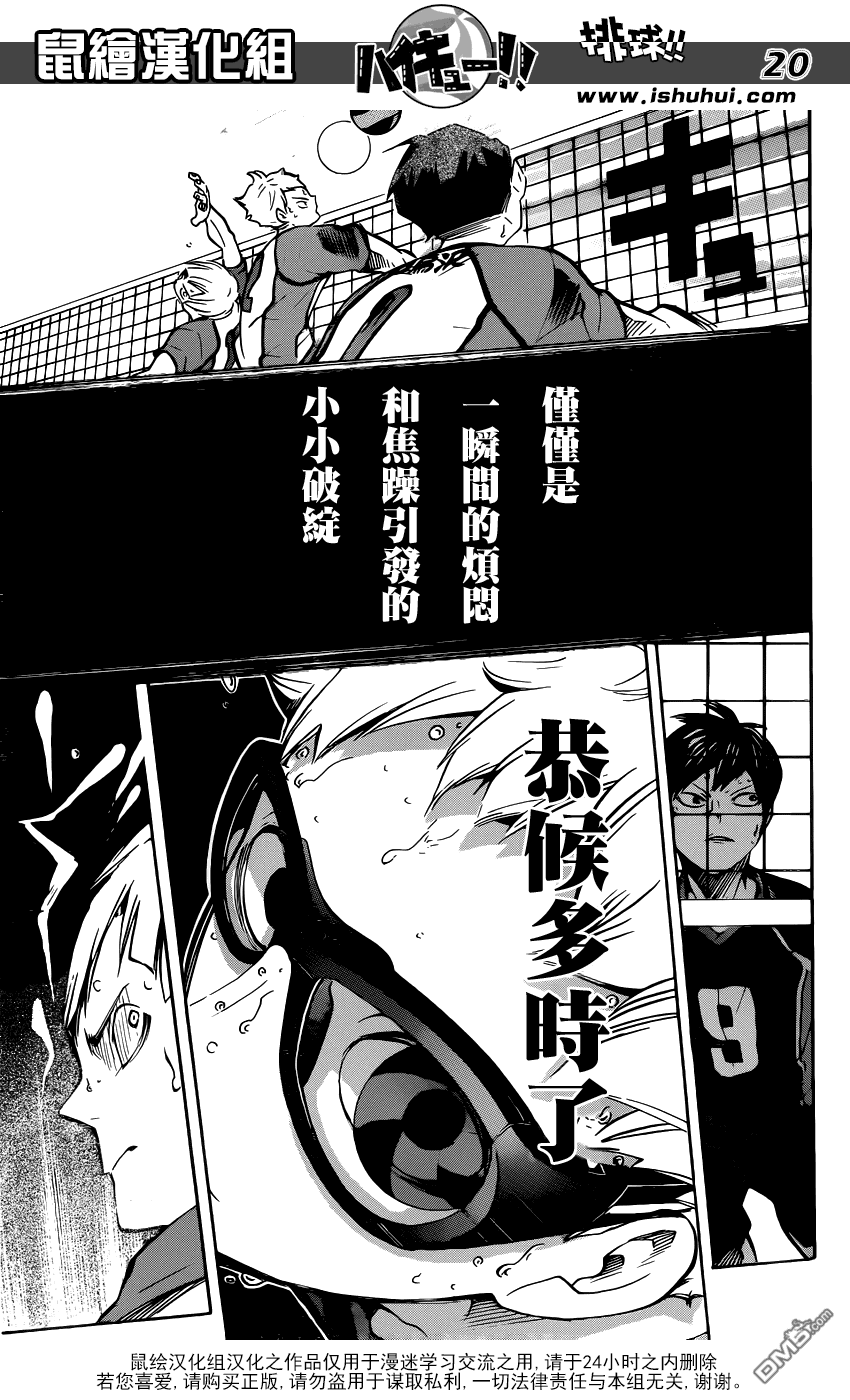 鼠繪漢化組
ハイキュー!!
排球!!
20
www.ishuhui.com
キュ
僅僅是
一瞬間的煩悶
和焦躁引發的
小小破綻
恭候多時了
9
鼠绘汉化组汉化之作品仅用于漫迷学习交流之用,请于24小时之内删除
若您喜爱,请购买正版,请勿盗用于谋取私利,一切法律责任与本组无关,谢谢.
DM5.com